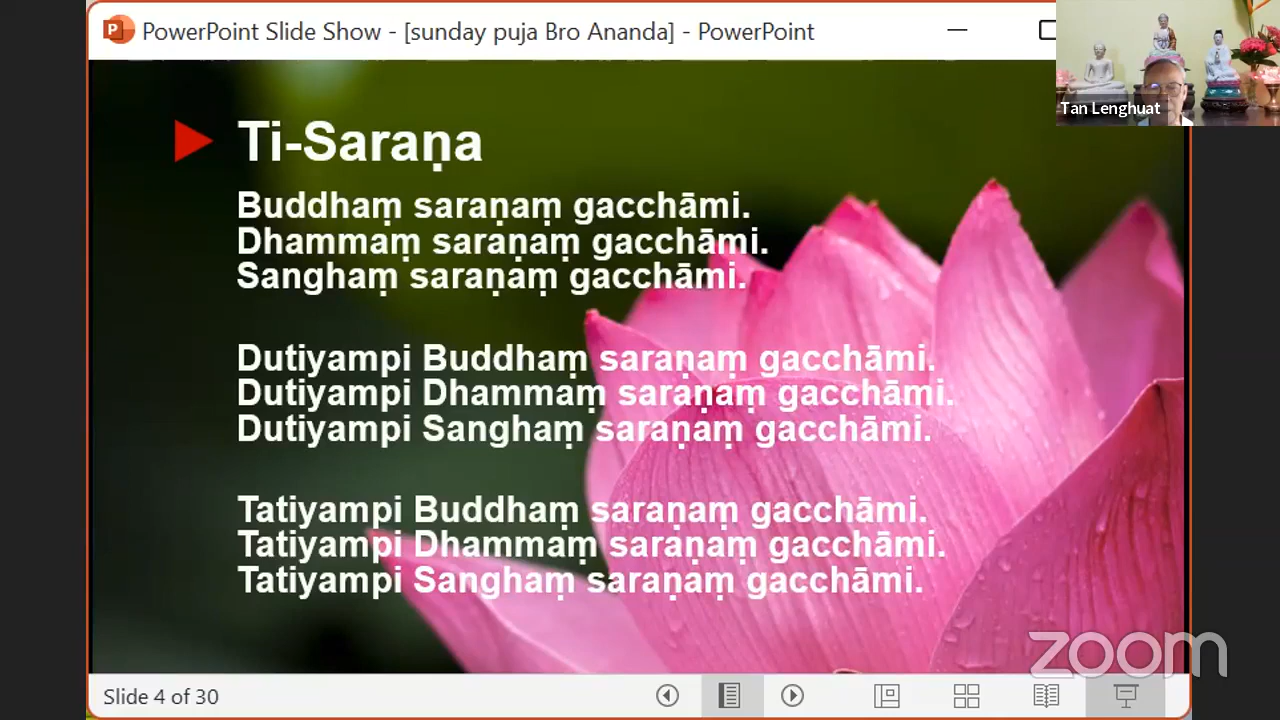 PowerPoint Slide Show - [sunday puja Bro Ananda] - PowerPoint
Tan Lenghuat
Ti-Saraṇa
Buddhaṃ saraṇaṃ gacchāmi.
Dhammaṃ saraṇaṃ gacchāmi.
Sanghaṃ saraṇaṃ gacchāmi.
Dutiyampi Buddhaṃ saraṇaṃ gacchāmi.
Dutiyampi Dhammaṃ saraṇaṃ gacchāmi.
Dutiyampi Sanghaṃ saraṇaṃ gacchāmi.
Tatiyampi Buddhaṃ saraṇaṃ gacchāmi.
Tatiyampi Dhammaṃ saraṇaṃ gacchāmi.
Tatiyampi Sanghaṃ saraṇaṃ gacchāmi.
zoom
Slide 4 of 30